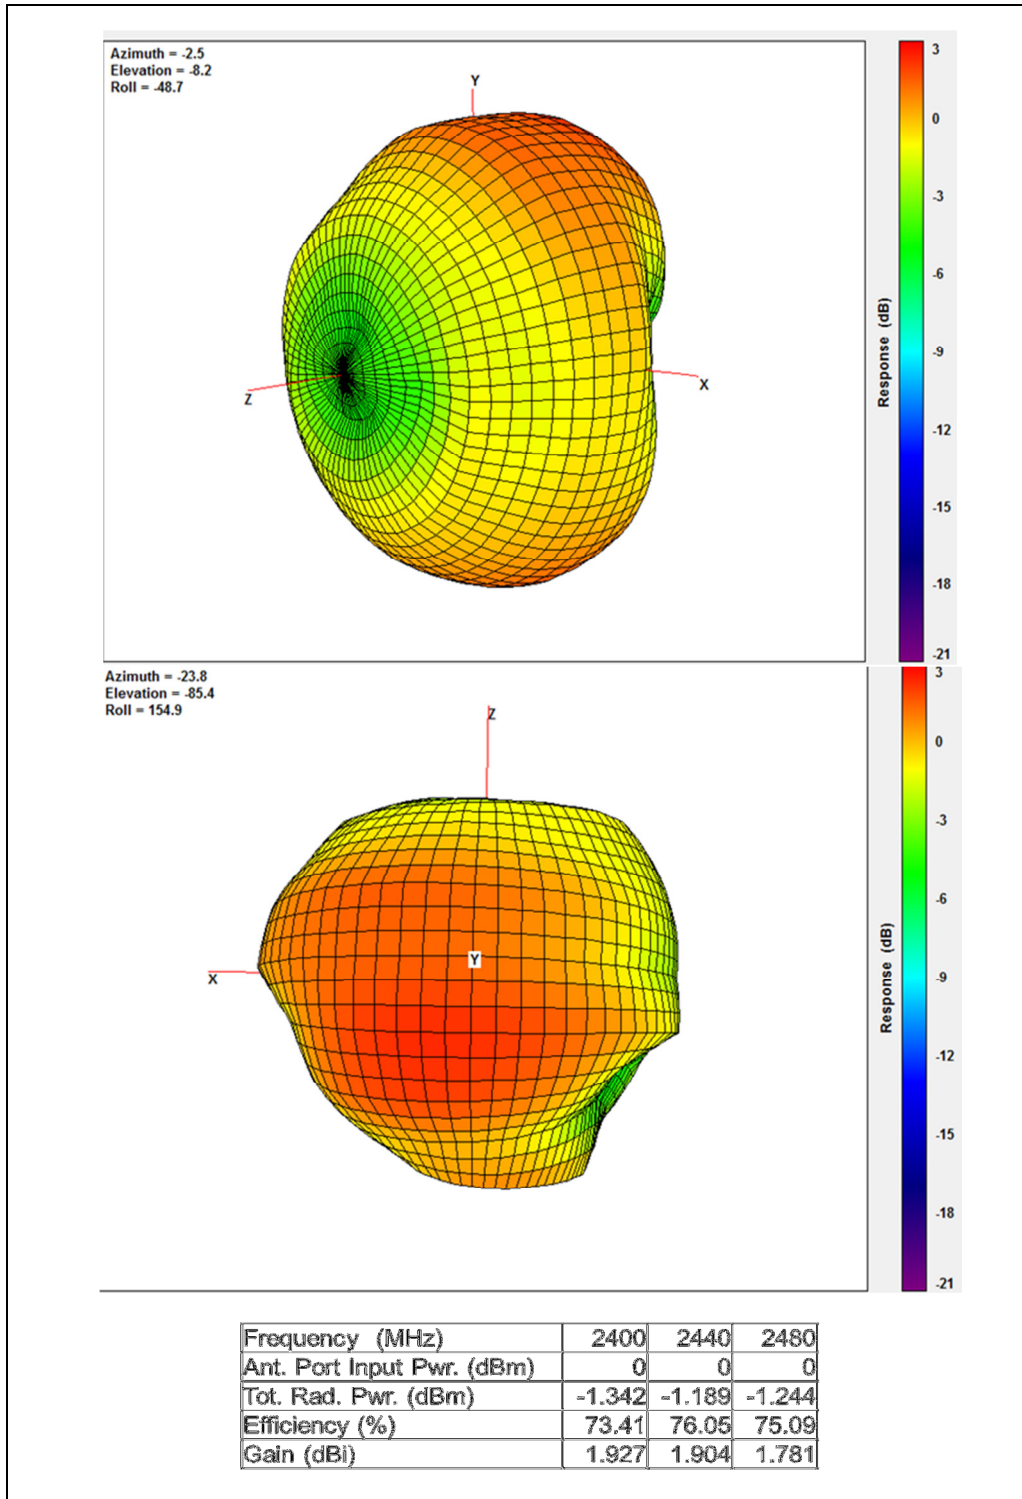 Azimuth = -2.5
Elevation = -8.2
Roll = -48.7
Y
Z
X
3
0
-3
-6
-9
-12
-15
-18
-21
Response (dB)
Azimuth = -23.8
Elevation = -85.4
Roll = 154.9
Z
Y
X
3
0
-3
-6
-9
-12
-15
-18
-21
Response (dB)
Frequency (MHz) 2400 2440 2480
Ant. Port Input Pwr. (dBm) 0 0 0
Tot. Rad. Pwr. (dBm) -1.342 -1.189 -1.244
Efficiency (%) 73.41 76.05 75.09
Gain (dBi) 1.927 1.904 1.781